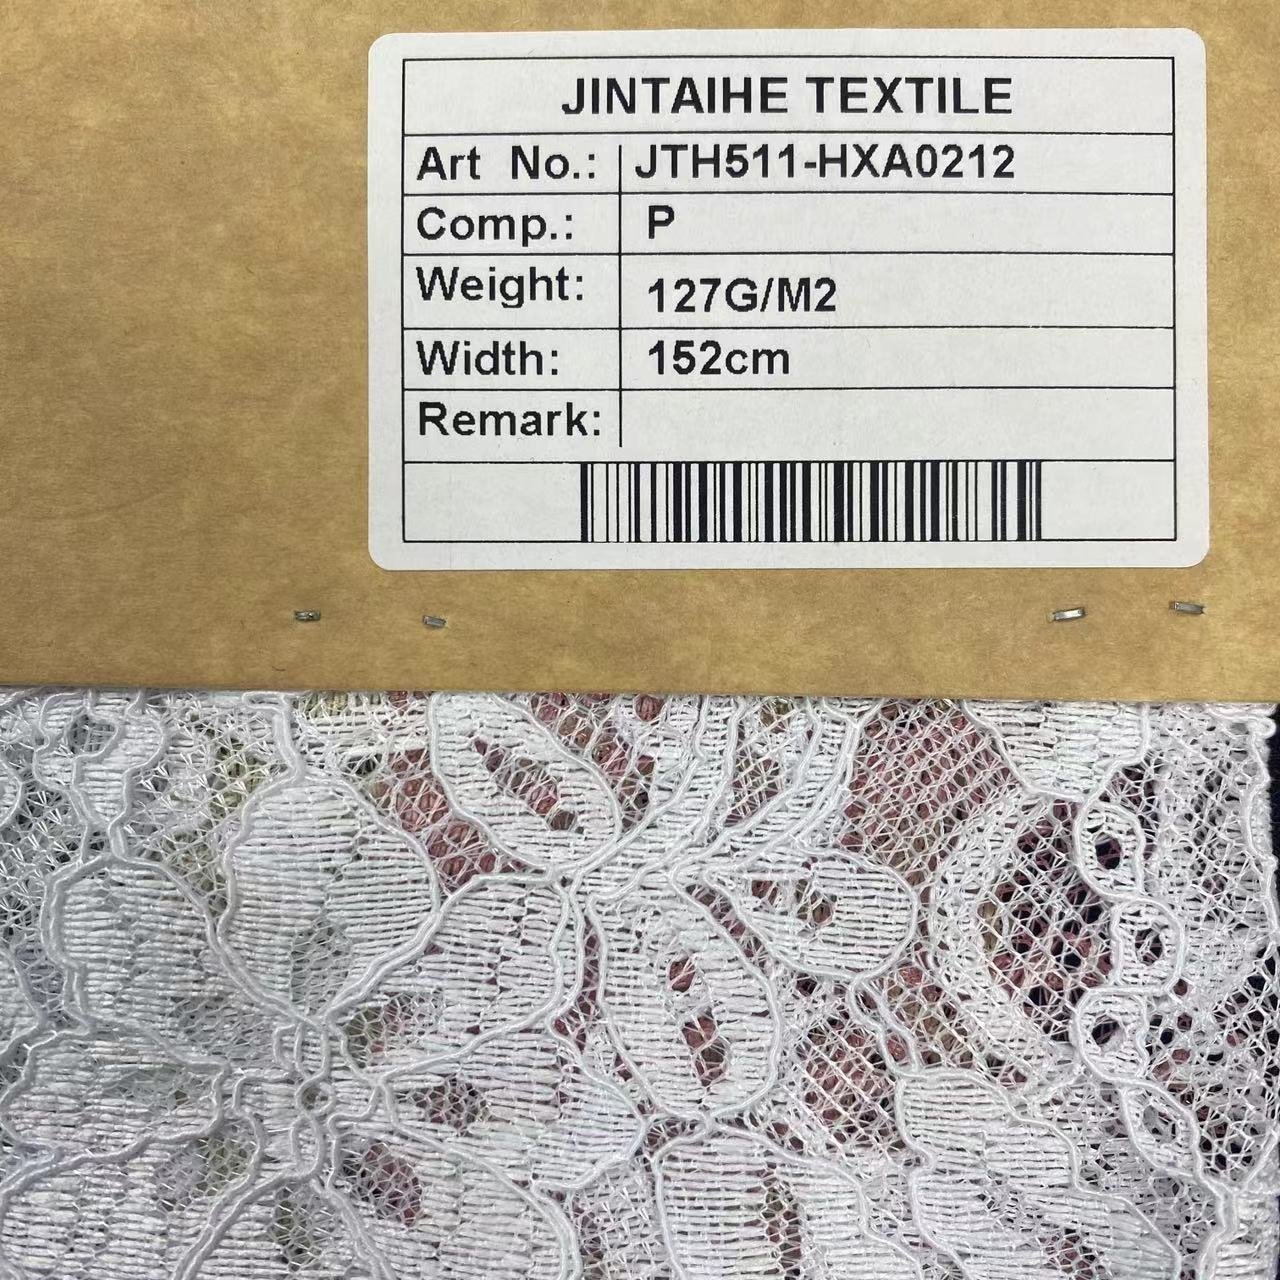 JINTAIHE TEXTILE
Art No.: JTH511-HXA0212
Comp.: P
Weight: 127G/M2
Width: 152cm
Remark: